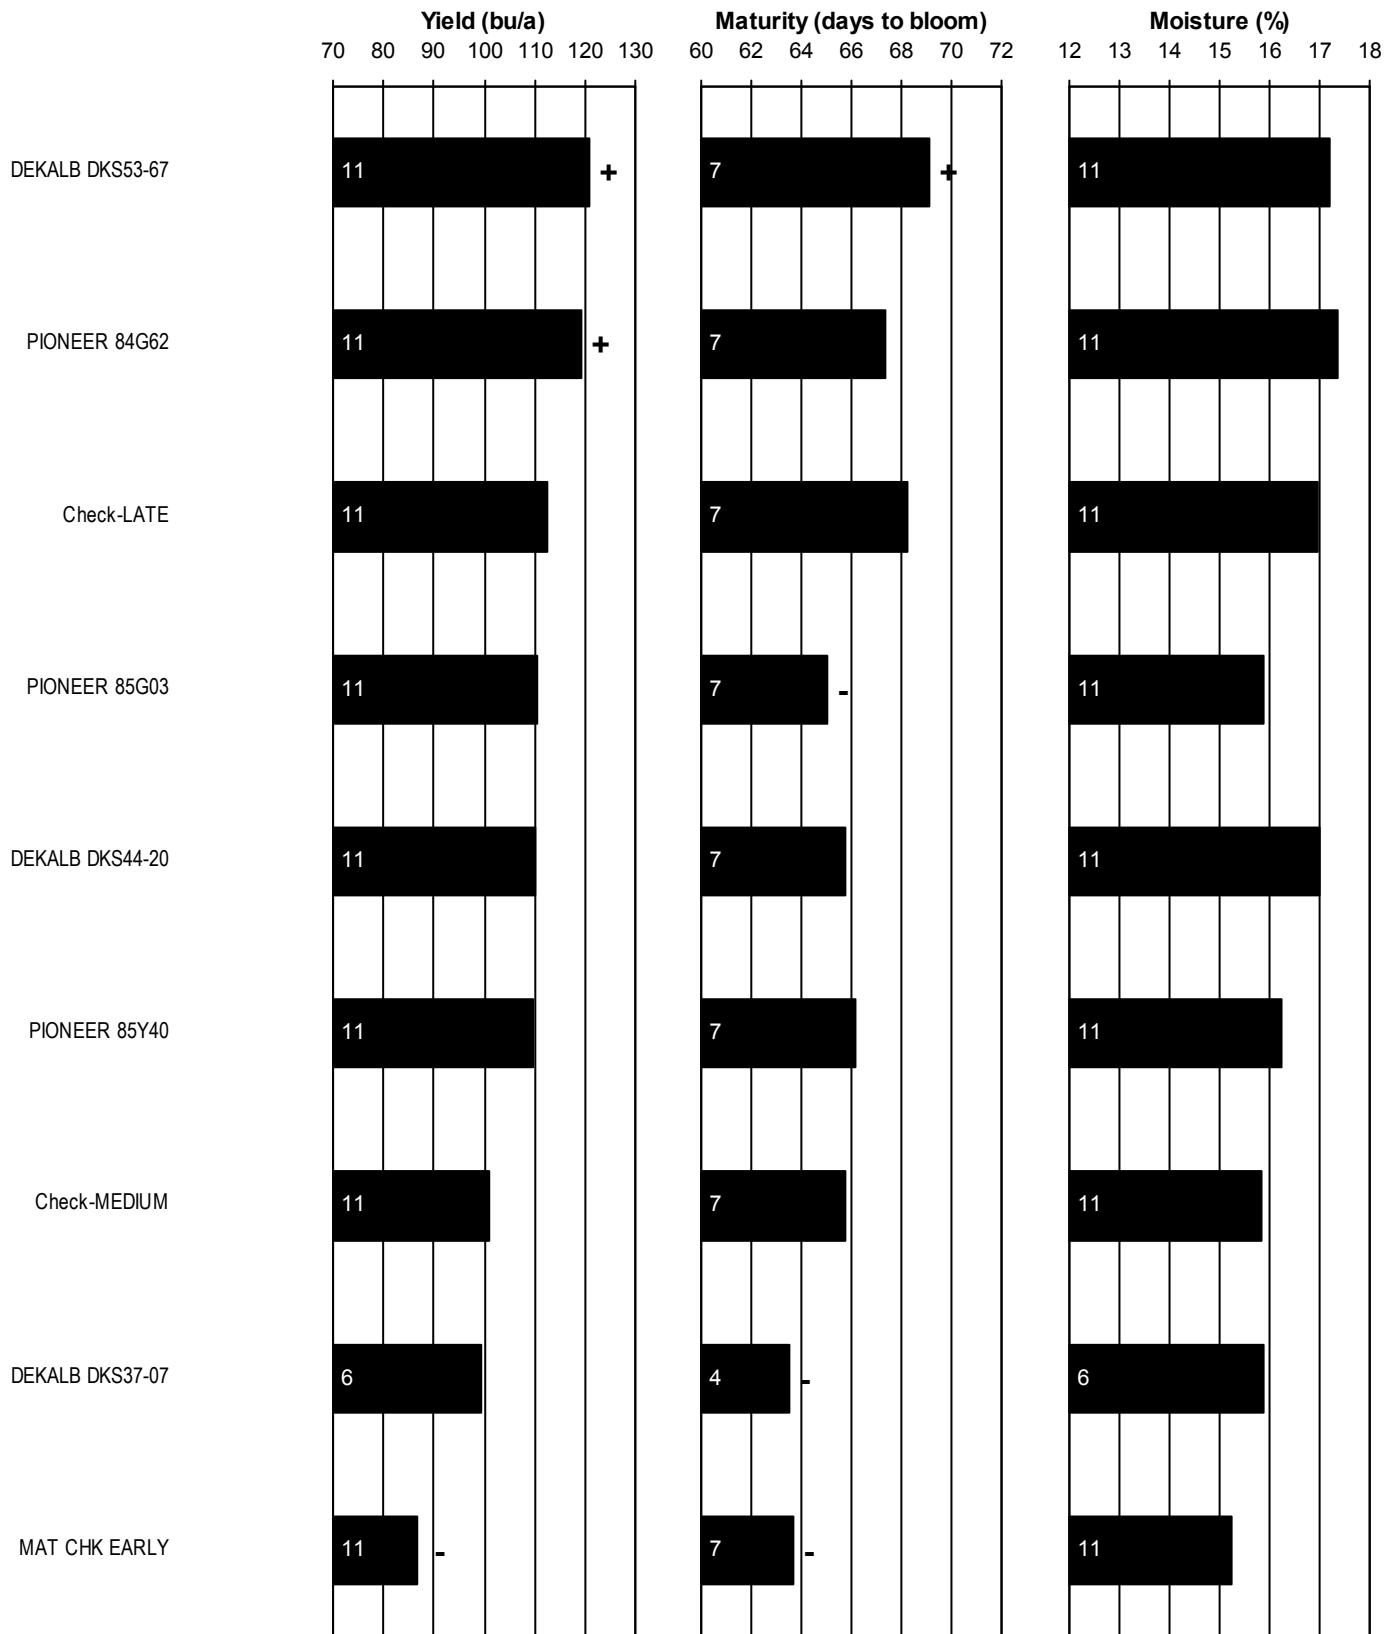 Yield (bu/a) Maturity (days to bloom) Moisture (%)
70 80 90 100 110 120 130 60 62 64 66 68 70 72 12 13 14 15 16 17 18
DEKALB DKS53-67 11 + 7 + 11
PIONEER 84G62 11 + 7 11
Check-LATE 11 7 11
PIONEER 85G03 11 7 - 11
DEKALB DKS44-20 11 7 11
PIONEER 85Y40 11 7 11
Check-MEDIUM 11 7 11
DEKALB DKS37-07 6 4 - 6
MAT CHK EARLY 11 - 7 - 11